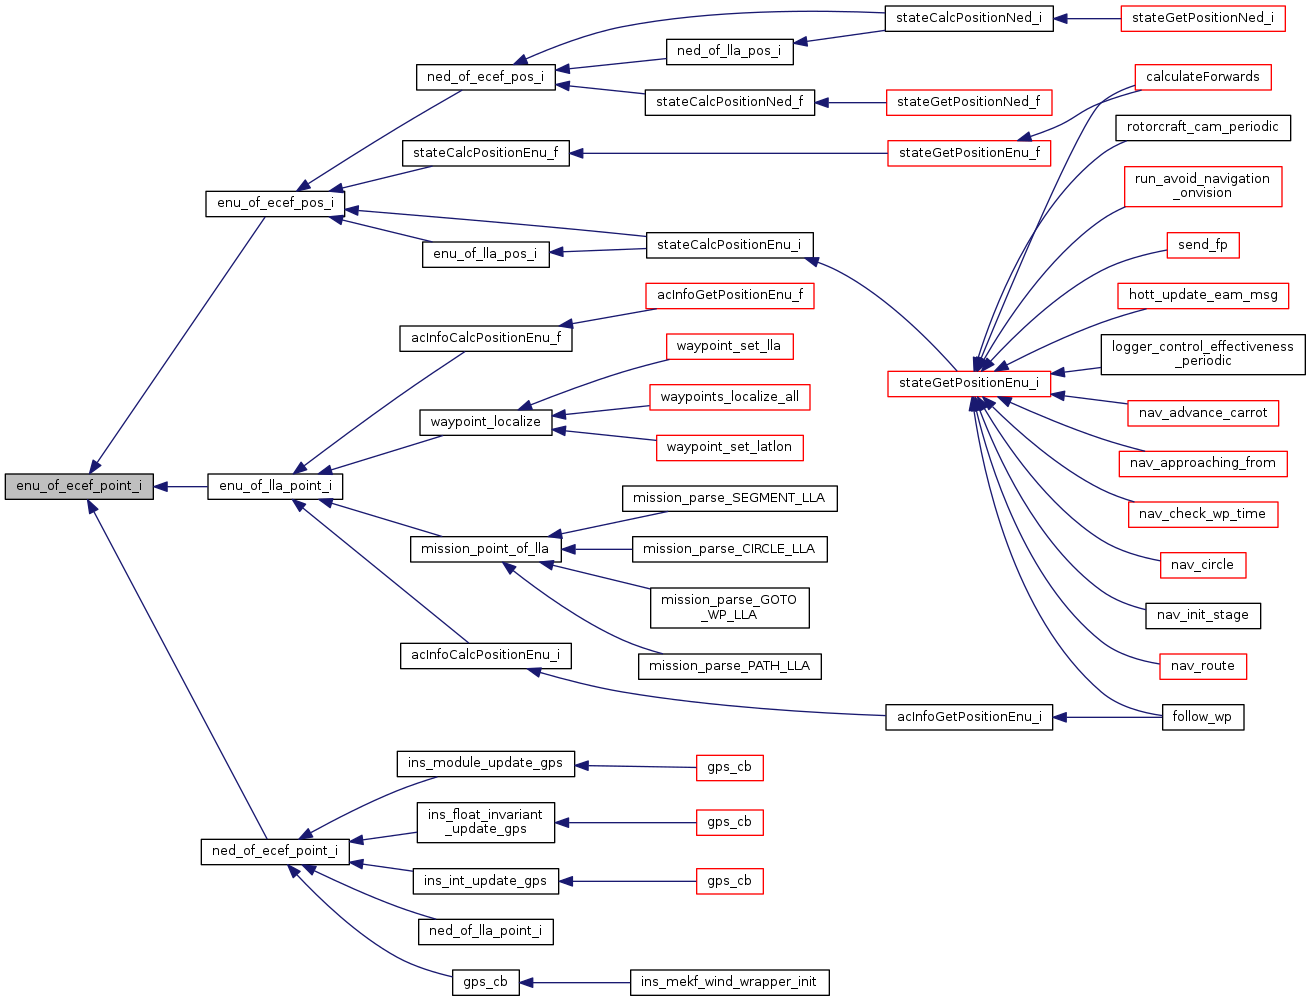 enu_of_ecef_point_i
enu_of_ecef_pos_i
enu_of_lla_point_i
ned_of_ecef_point_i
ned_of_ecef_pos_i
stateCalcPositionEnu_f
enu_of_lla_pos_i
acInfoCalcPositionEnu_f
waypoint_localize
mission_point_of_lla
acInfoCalcPositionEnu_i
ins_module_update_gps
ins_float_invariant
_update_gps
ins_int_update_gps
ned_of_lla_point_i
gps_cb
ned_of_lla_pos_i
stateCalcPositionNed_f
stateCalcPositionEnu_i
acInfoGetPositionEnu_f
waypoint_set_lla
waypoints_localize_all
waypoint_set_latlon
mission_parse_SEGMENT_LLA
mission_parse_CIRCLE_LLA
mission_parse_GOTO
_WP_LLA
mission_parse_PATH_LLA
gps_cb
gps_cb
gps_cb
ins_mekf_wind_wrapper_init
stateCalcPositionNed_i
stateGetPositionNed_f
stateGetPositionEnu_f
stateGetPositionEnu_i
acInfoGetPositionEnu_i
stateGetPositionNed_i
calculateForwards
rotorcraft_cam_periodic
run_avoid_navigation
_onvision
send_fp
hott_update_eam_msg
logger_control_effectiveness
_periodic
nav_advance_carrot
nav_approaching_from
nav_check_wp_time
nav_circle
nav_init_stage
nav_route
follow_wp